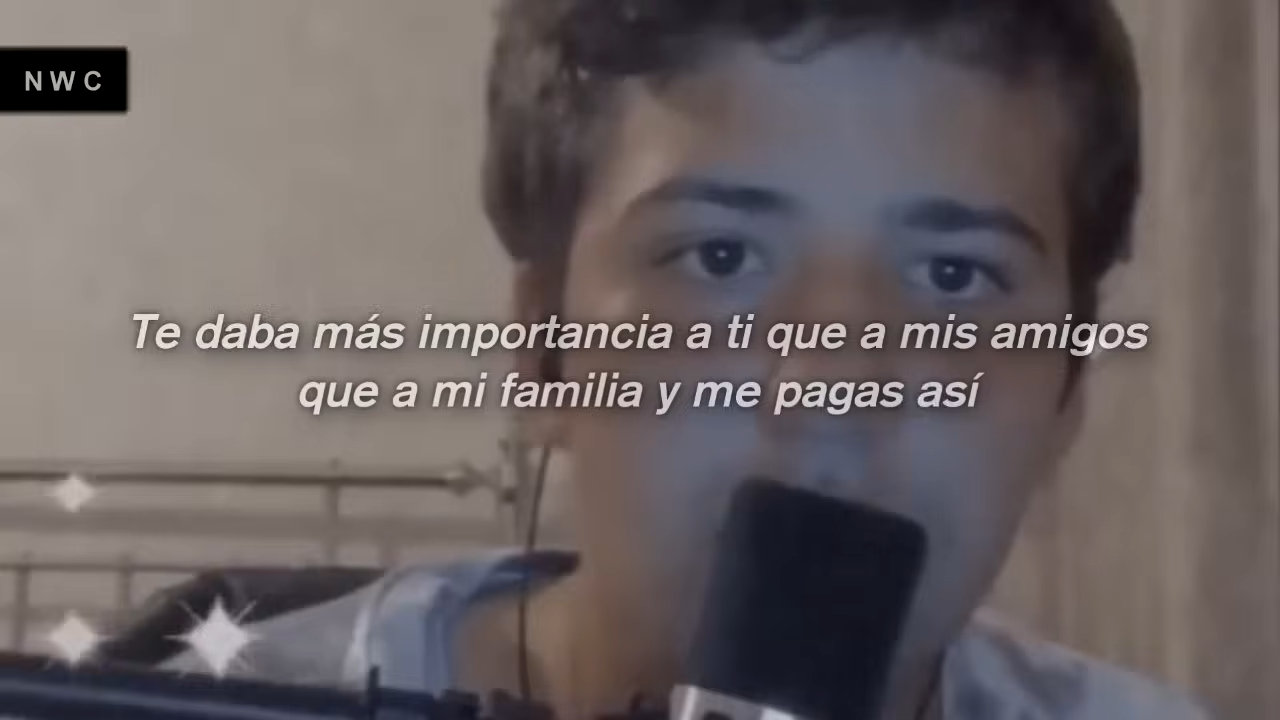 NWC
Te daba más importancia a ti que a mis amigos
que a mi familia y me pagas así